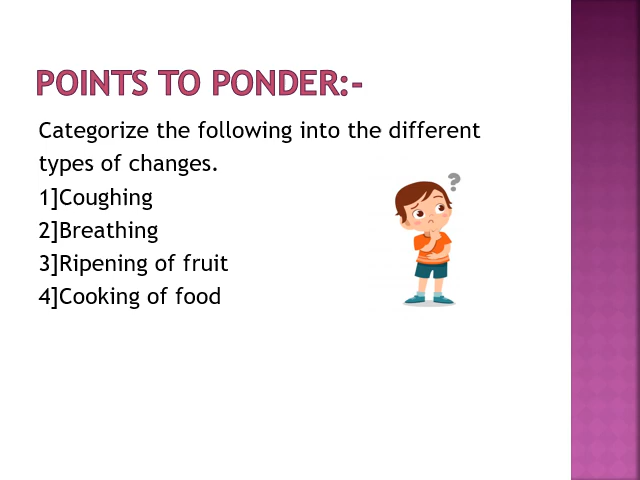 POINTS TO PONDER:-
Categorize the following into the different
types of changes.
1]Coughing
2]Breathing
3]Ripening of fruit
4]Cooking of food
?